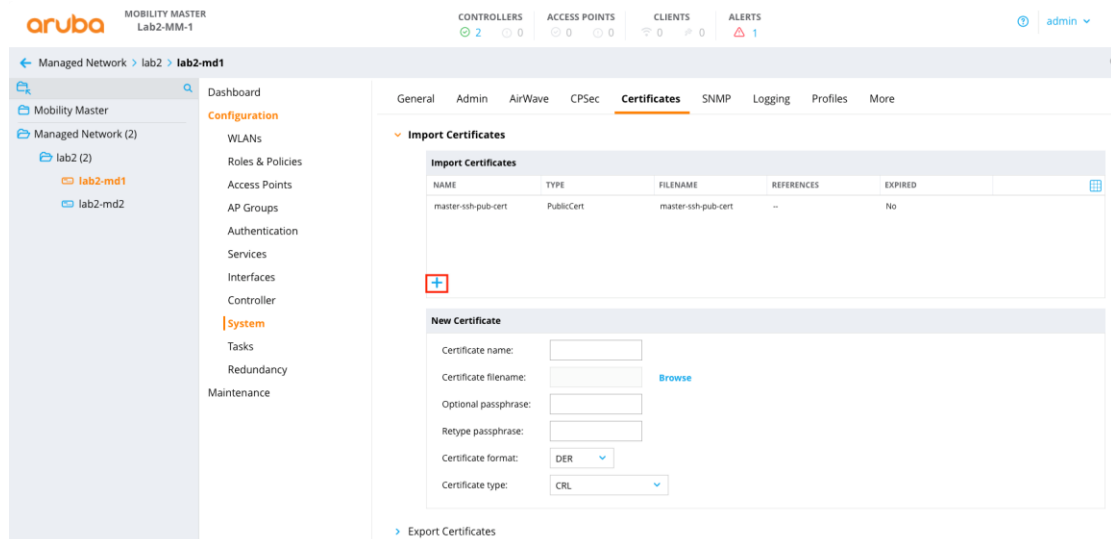 aruba
MOBILITY MASTER
Lab2-MM-1
CONTROLLERS ACCESS POINTS CLIENTS ALERTS
2 0 0 0 0 0 1
admin
Managed Network > lab2 > lab2-md1
Mobility Master
Managed Network (2)
lab2 (2)
lab2-md1
lab2-md2
Dashboard
Configuration
WLANs
Roles & Policies
Access Points
AP Groups
Authentication
Services
Interfaces
Controller
System
Tasks
Redundancy
Maintenance
General Admin AirWave CPSec Certificates SNMP Logging Profiles More
Import Certificates
Import Certificates
NAME TYPE FILENAME REFERENCES EXPIRED
master-ssh-pub-cert PublicCert master-ssh-pub-cert -- No
+
New Certificate
Certificate name:
Certificate filename: Browse
Optional passphrase:
Retype passphrase:
Certificate format: DER
Certificate type: CRL
> Export Certificates